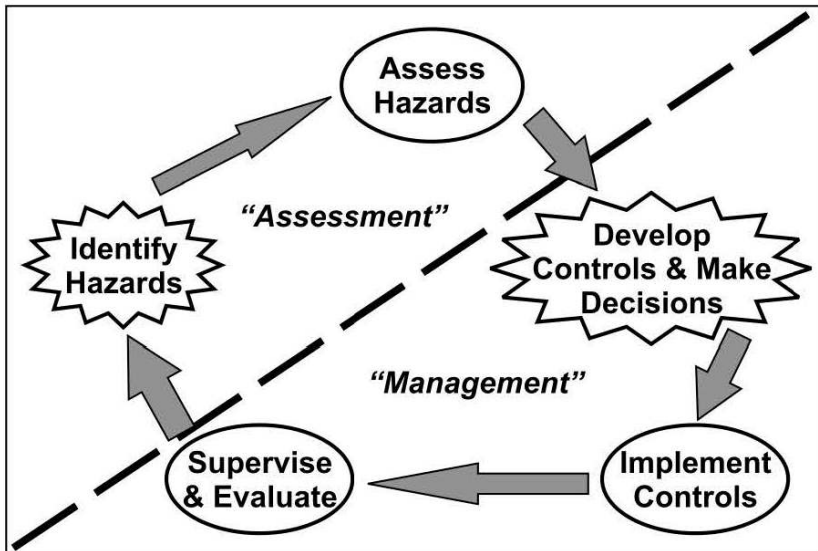 Assess
Hazards
"Assessment"
Identify
Hazards
Develop
Controls & Make
Decisions
"Management"
Supervise
& Evaluate
Implement
Controls